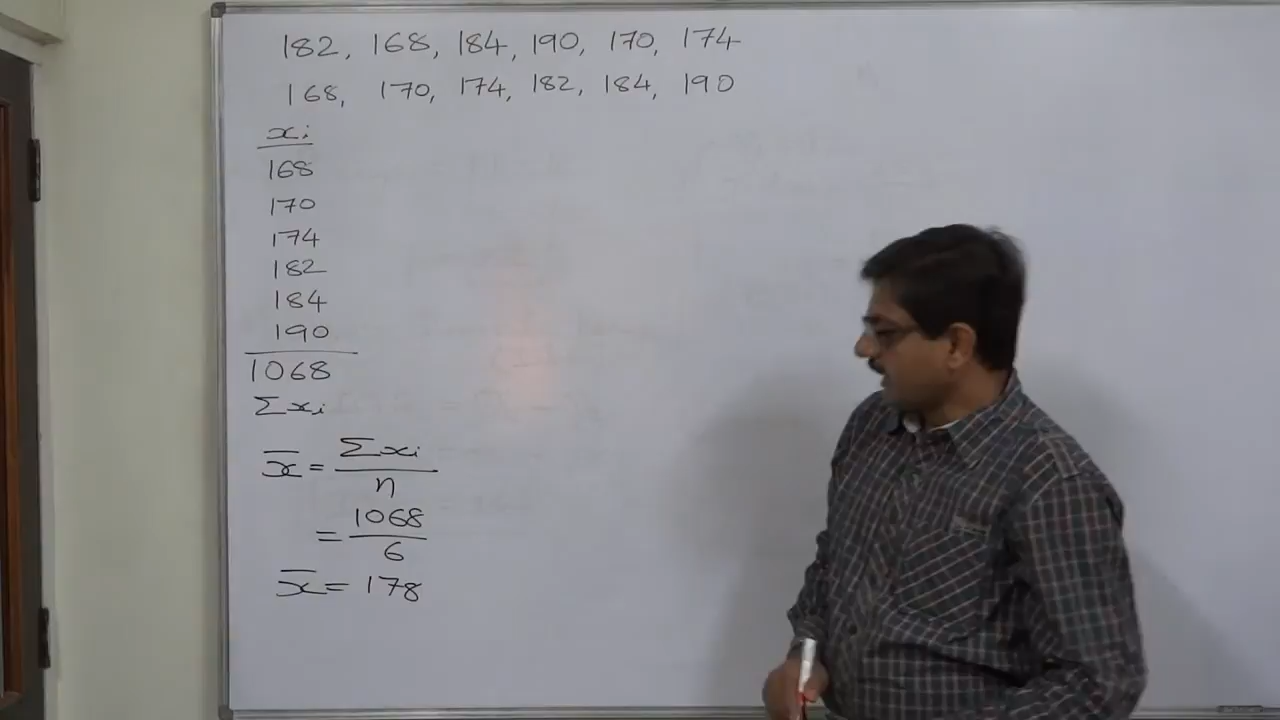 182, 168, 184, 190, 170, 174
168, 170, 174, 182, 184, 190
xi
168
170
174
182
184
190
1068
Σxi
x̄ = Σxi / n
= 1068 / 6
x̄ = 178